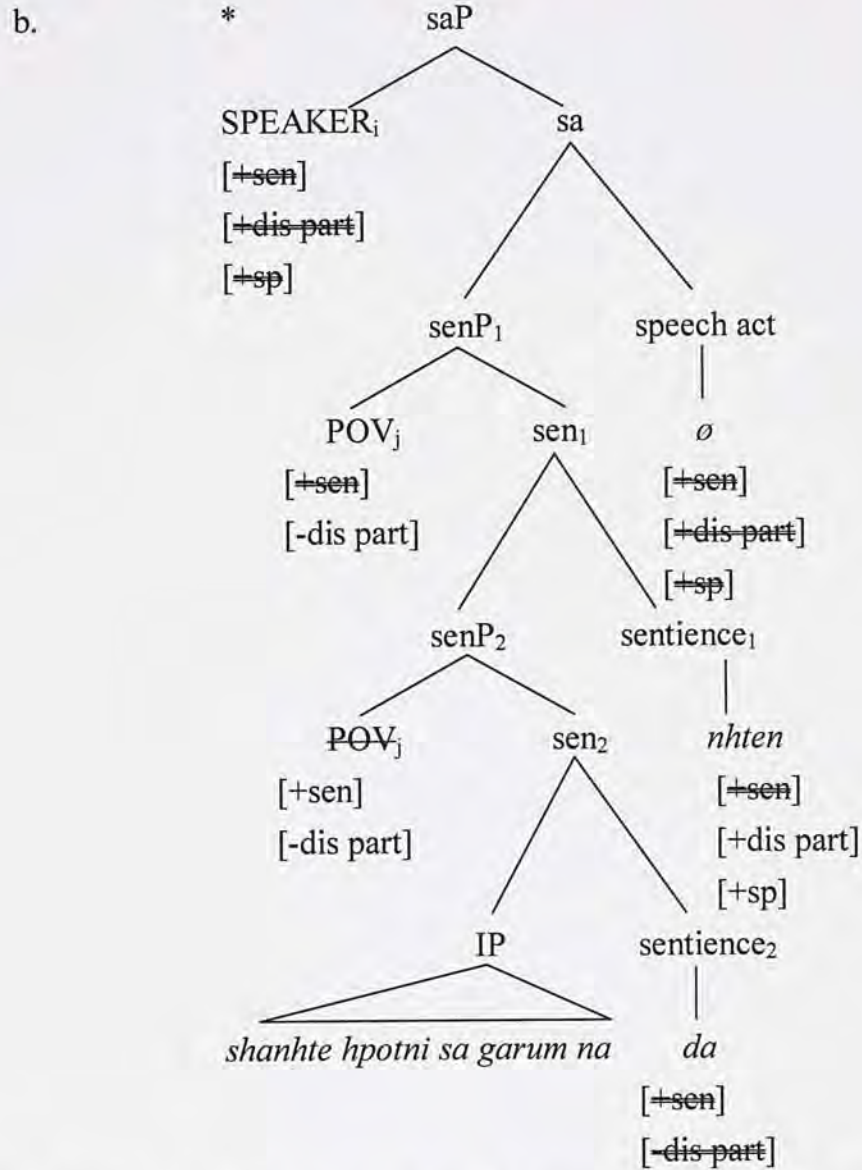 b. * saP
SPEAKERi sa
[+sen]
[+dis part]
[+sp]
senP1 speech act
POVj sen1 ø
[+sen] [+sen]
[-dis part] [+dis part]
[+sp]
senP2 sentience1
POVj sen2 nhten
[+sen] [+sen]
[-dis part] [+dis part]
[+sp]
IP sentience2
shanhte hpotni sa garum na da
[+sen]
[-dis part]